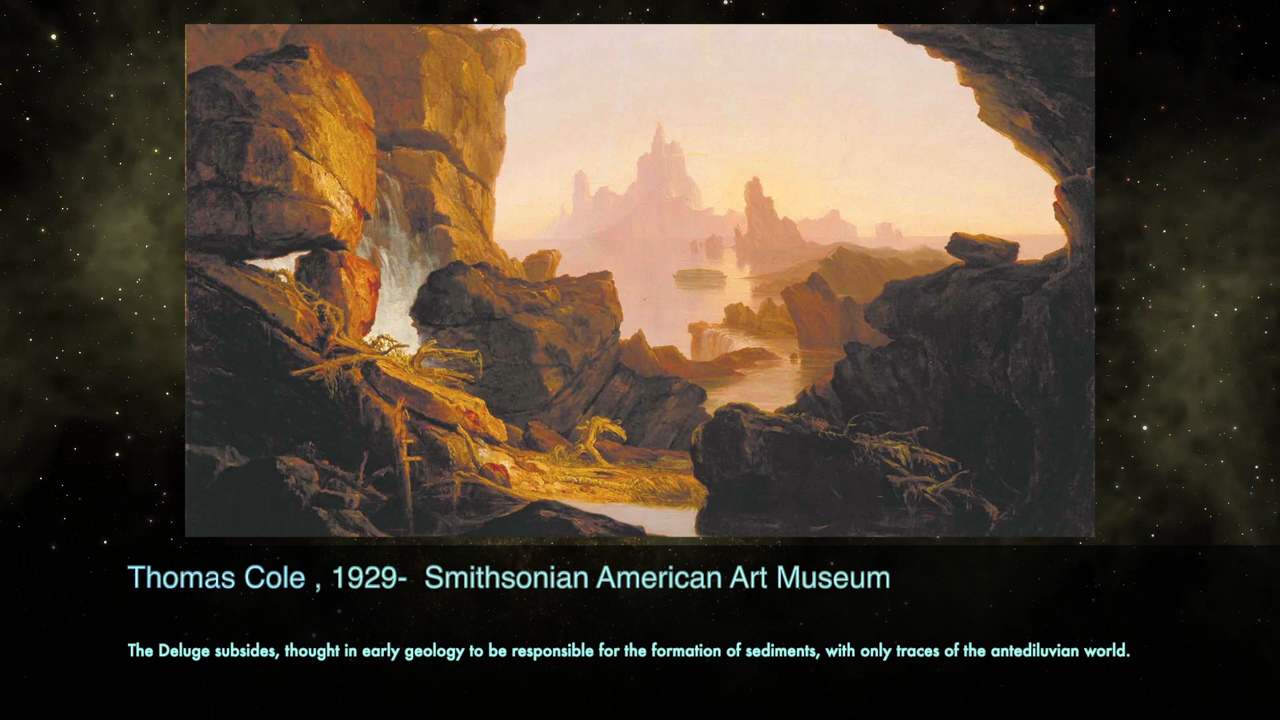 Thomas Cole , 1929-  Smithsonian American Art Museum
The Deluge subsides, thought in early geology to be responsible for the formation of sediments, with only traces of the antediluvian world.